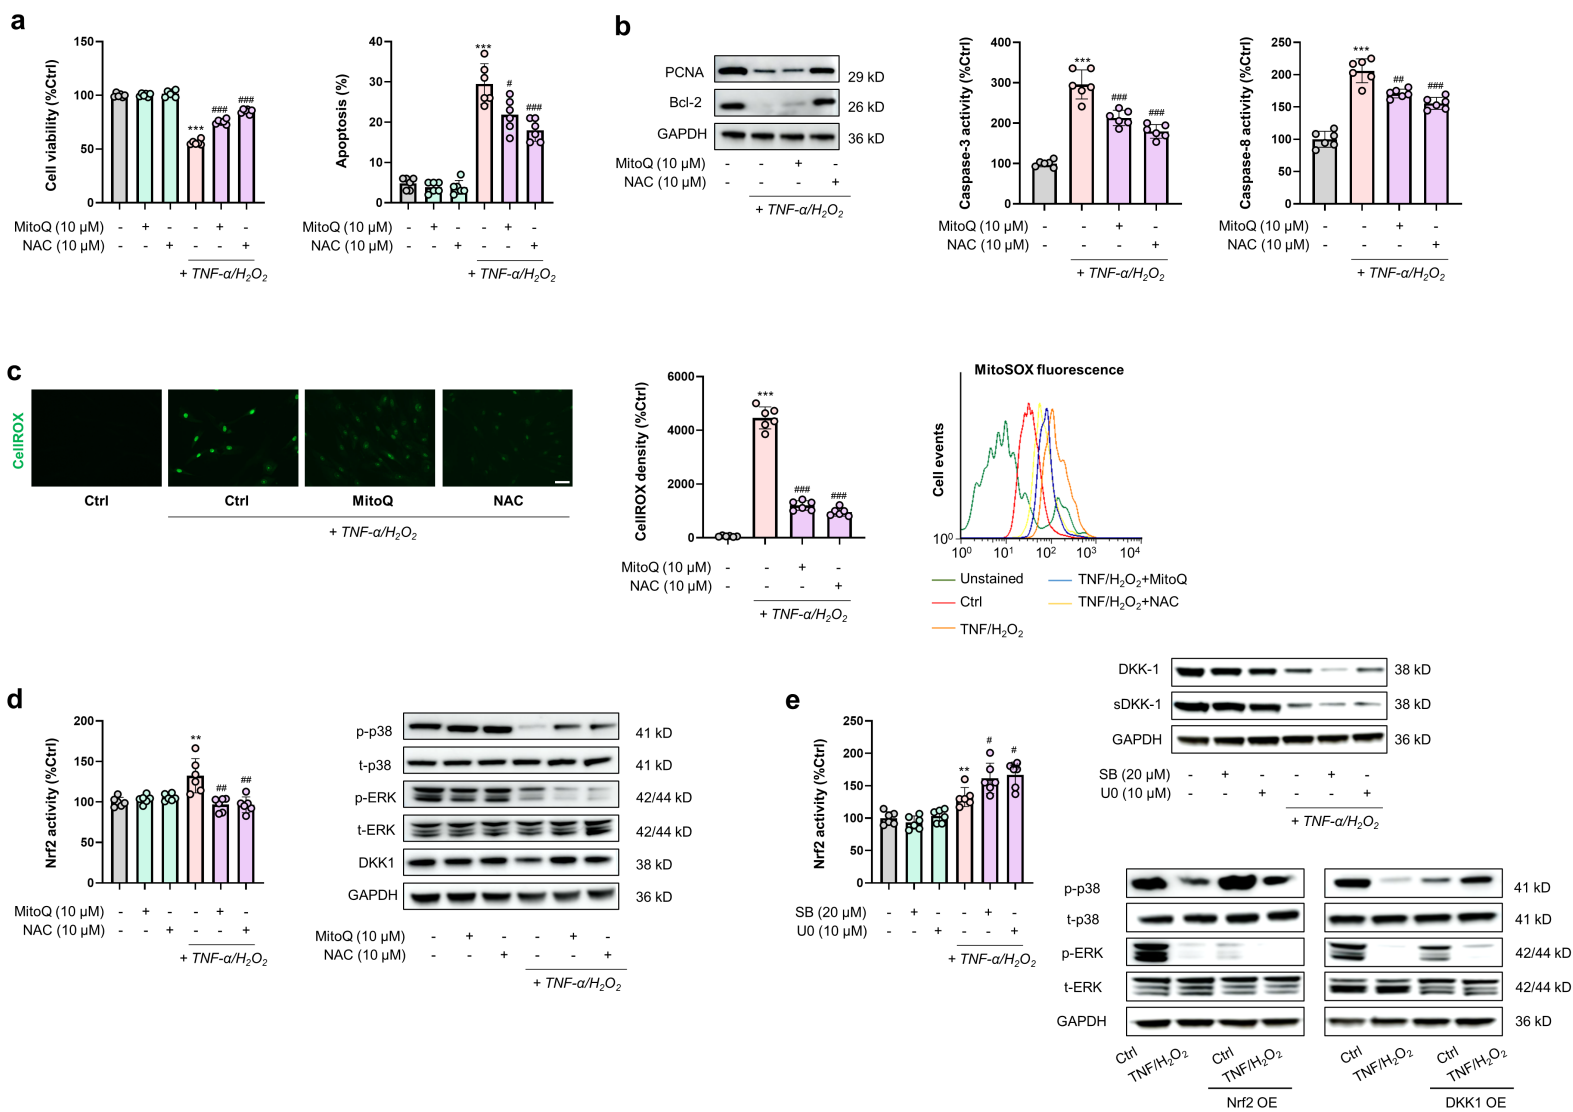 a
Cell viability (%Ctrl)
150
100
50
0
***
###
###
MitoQ (10 µM) - + - - + -
NAC (10 µM) - - + - - +
+ TNF-α/H₂O₂
Apoptosis (%)
40
30
20
10
0
***
#
###
MitoQ (10 µM) - + - - + -
NAC (10 µM) - - + - - +
+ TNF-α/H₂O₂
b
PCNA 29 kD
Bcl-2 26 kD
GAPDH 36 kD
MitoQ (10 µM) - - + -
NAC (10 µM) - - - +
+ TNF-α/H₂O₂
Caspase-3 activity (%Ctrl)
400
300
200
100
0
***
###
###
MitoQ (10 µM) - - + -
NAC (10 µM) - - - +
+ TNF-α/H₂O₂
Caspase-8 activity (%Ctrl)
250
200
150
100
50
0
***
##
###
MitoQ (10 µM) - - + -
NAC (10 µM) - - - +
+ TNF-α/H₂O₂
c
CellROX
Ctrl Ctrl MitoQ NAC
+ TNF-α/H₂O₂
CellROX density (%Ctrl)
6000
4000
2000
0
***
###
###
MitoQ (10 µM) - - + -
NAC (10 µM) - - - +
+ TNF-α/H₂O₂
MitoSOX fluorescence
Cell events
10⁰
10⁰ 10¹ 10² 10³ 10⁴
Unstained
Ctrl
TNF/H₂O₂
TNF/H₂O₂+MitoQ
TNF/H₂O₂+NAC
d
Nrf2 activity (%Ctrl)
200
150
100
50
0
**
##
##
MitoQ (10 µM) - + - - + -
NAC (10 µM) - - + - - +
+ TNF-α/H₂O₂
p-p38 41 kD
t-p38 41 kD
p-ERK 42/44 kD
t-ERK 42/44 kD
DKK1 38 kD
GAPDH 36 kD
MitoQ (10 µM) - + - - + -
NAC (10 µM) - - + - - +
+ TNF-α/H₂O₂
e
Nrf2 activity (%Ctrl)
250
200
150
100
50
0
**
#
#
SB (20 µM) - + - - + -
U0 (10 µM) - - + - - +
+ TNF-α/H₂O₂
DKK-1 38 kD
sDKK-1 38 kD
GAPDH 36 kD
SB (20 µM) - + - - + -
U0 (10 µM) - - + - - +
+ TNF-α/H₂O₂
p-p38 41 kD
t-p38 41 kD
p-ERK 42/44 kD
t-ERK 42/44 kD
GAPDH 36 kD
Ctrl TNF/H₂O₂ Ctrl TNF/H₂O₂ Ctrl TNF/H₂O₂ Ctrl TNF/H₂O₂
Nrf2 OE DKK1 OE